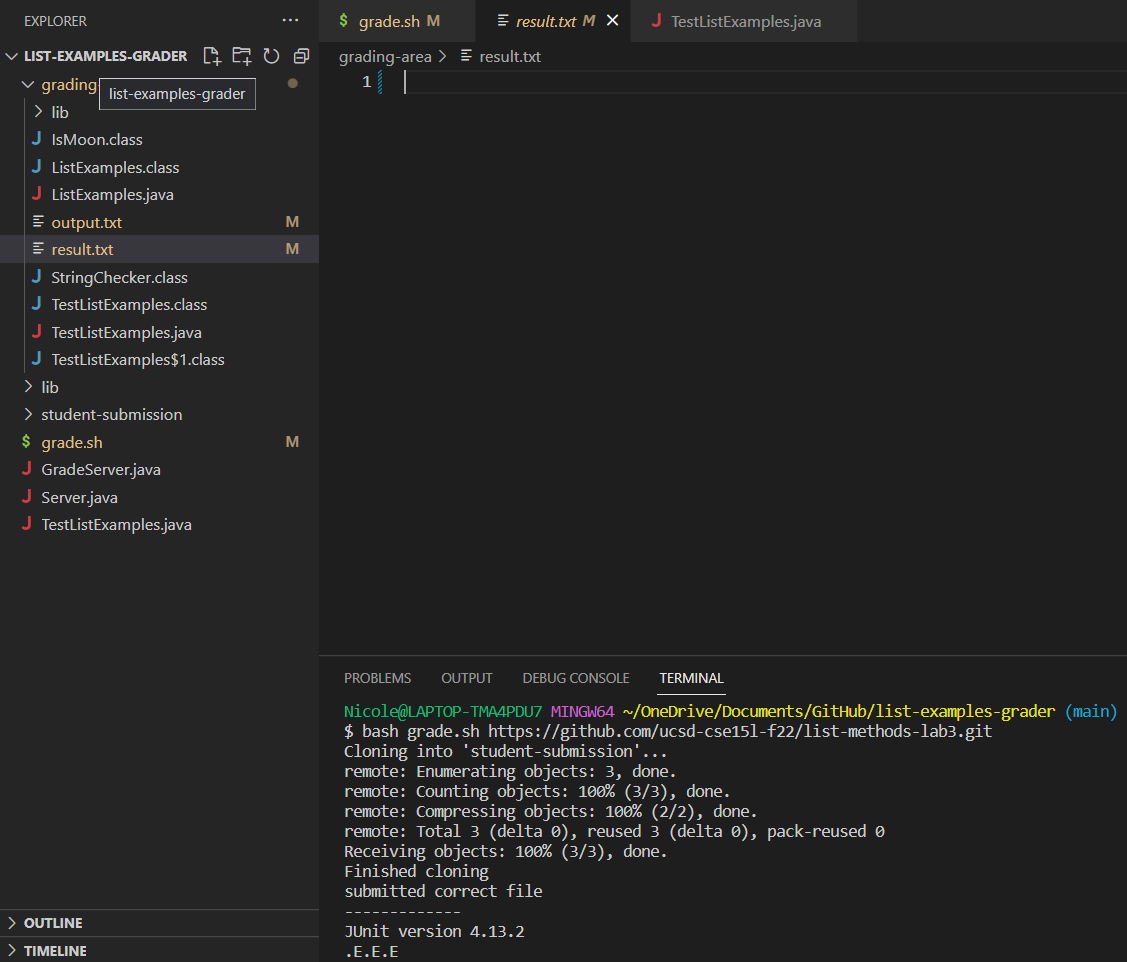 EXPLORER
LIST-EXAMPLES-GRADER
grading
list-examples-grader
lib
IsMoon.class
ListExamples.class
ListExamples.java
output.txt M
result.txt M
StringChecker.class
TestListExamples.class
TestListExamples.java
TestListExamples$1.class
lib
student-submission
$ grade.sh M
GradeServer.java
Server.java
TestListExamples.java
OUTLINE
TIMELINE
$ grade.sh M
result.txt M
TestListExamples.java
grading-area > result.txt
1
PROBLEMS OUTPUT DEBUG CONSOLE TERMINAL
Nicole@LAPTOP-TMA4PDU7 MINGW64 ~/OneDrive/Documents/GitHub/list-examples-grader (main)
$ bash grade.sh https://github.com/ucsd-cse15l-f22/list-methods-lab3.git
Cloning into 'student-submission'...
remote: Enumerating objects: 3, done.
remote: Counting objects: 100% (3/3), done.
remote: Compressing objects: 100% (2/2), done.
remote: Total 3 (delta 0), reused 3 (delta 0), pack-reused 0
Receiving objects: 100% (3/3), done.
Finished cloning
submitted correct file
-------------
JUnit version 4.13.2
.E.E.E